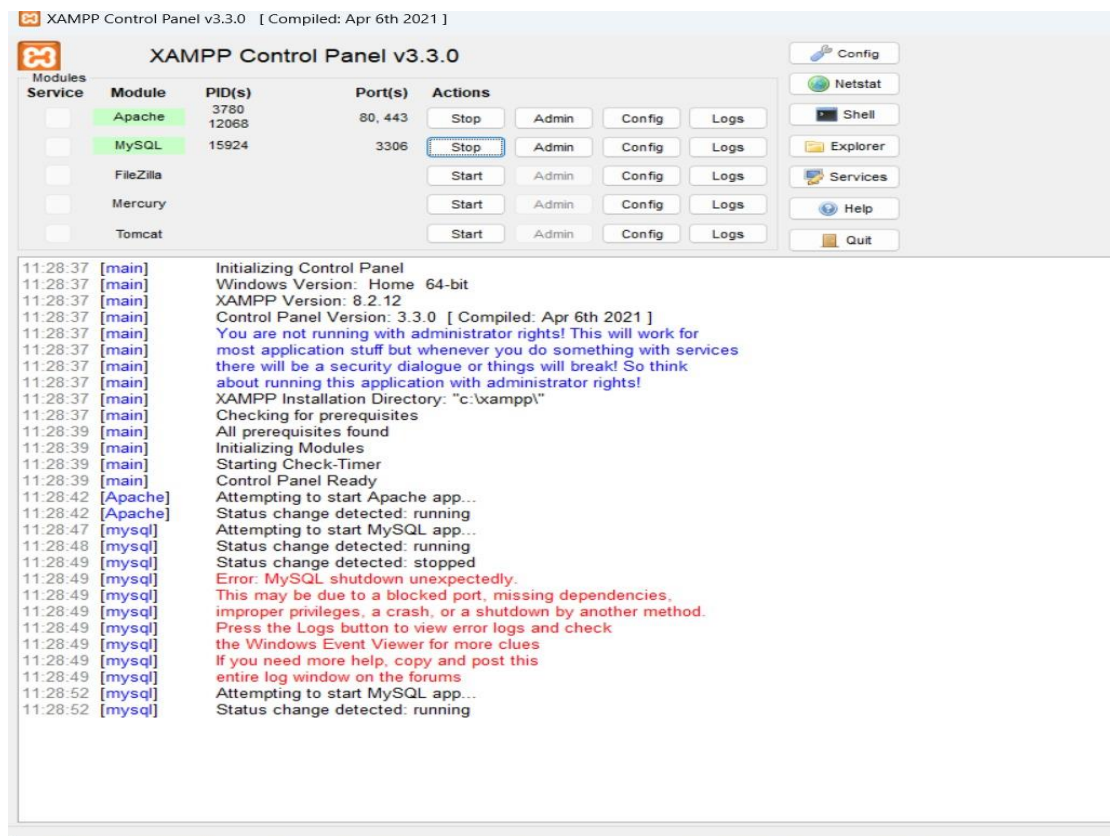 XAMPP Control Panel v3.3.0 [ Compiled: Apr 6th 2021 ]
XAMPP Control Panel v3.3.0
Config
Modules
Service Module PID(s) Port(s) Actions
Netstat
Apache 3780 12068 80, 443 Stop Admin Config Logs
Shell
MySQL 15924 3306 Stop Admin Config Logs
Explorer
FileZilla Start Admin Config Logs
Services
Mercury Start Admin Config Logs
Help
Tomcat Start Admin Config Logs
Quit
11:28:37 [main] Initializing Control Panel
11:28:37 [main] Windows Version: Home 64-bit
11:28:37 [main] XAMPP Version: 8.2.12
11:28:37 [main] Control Panel Version: 3.3.0 [ Compiled: Apr 6th 2021 ]
11:28:37 [main] You are not running with administrator rights! This will work for
11:28:37 [main] most application stuff but whenever you do something with services
11:28:37 [main] there will be a security dialogue or things will break! So think
11:28:37 [main] about running this application with administrator rights!
11:28:37 [main] XAMPP Installation Directory: "c:\xampp\"
11:28:37 [main] Checking for prerequisites
11:28:39 [main] All prerequisites found
11:28:39 [main] Initializing Modules
11:28:39 [main] Starting Check-Timer
11:28:39 [main] Control Panel Ready
11:28:42 [Apache] Attempting to start Apache app...
11:28:42 [Apache] Status change detected: running
11:28:47 [mysql] Attempting to start MySQL app...
11:28:48 [mysql] Status change detected: running
11:28:49 [mysql] Status change detected: stopped
11:28:49 [mysql] Error: MySQL shutdown unexpectedly.
11:28:49 [mysql] This may be due to a blocked port, missing dependencies,
11:28:49 [mysql] improper privileges, a crash, or a shutdown by another method.
11:28:49 [mysql] Press the Logs button to view error logs and check
11:28:49 [mysql] the Windows Event Viewer for more clues
11:28:49 [mysql] If you need more help, copy and post this
11:28:49 [mysql] entire log window on the forums
11:28:52 [mysql] Attempting to start MySQL app...
11:28:52 [mysql] Status change detected: running